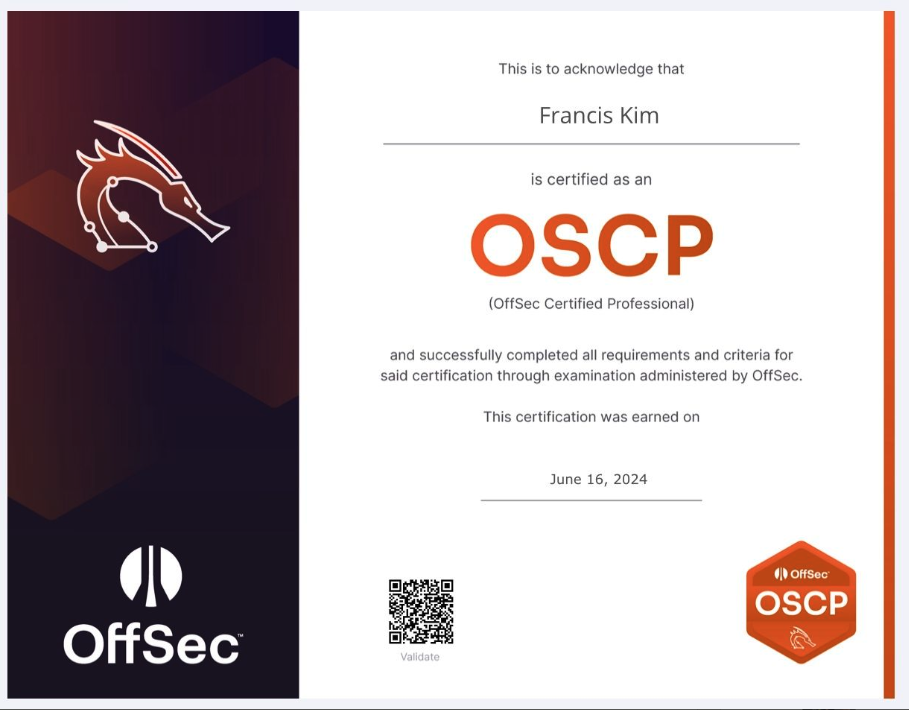 This is to acknowledge that
Francis Kim
is certified as an
OSCP
(OffSec Certified Professional)
and successfully completed all requirements and criteria for
said certification through examination administered by OffSec.
This certification was earned on
June 16, 2024
Validate
OffSec™
OffSec
OSCP